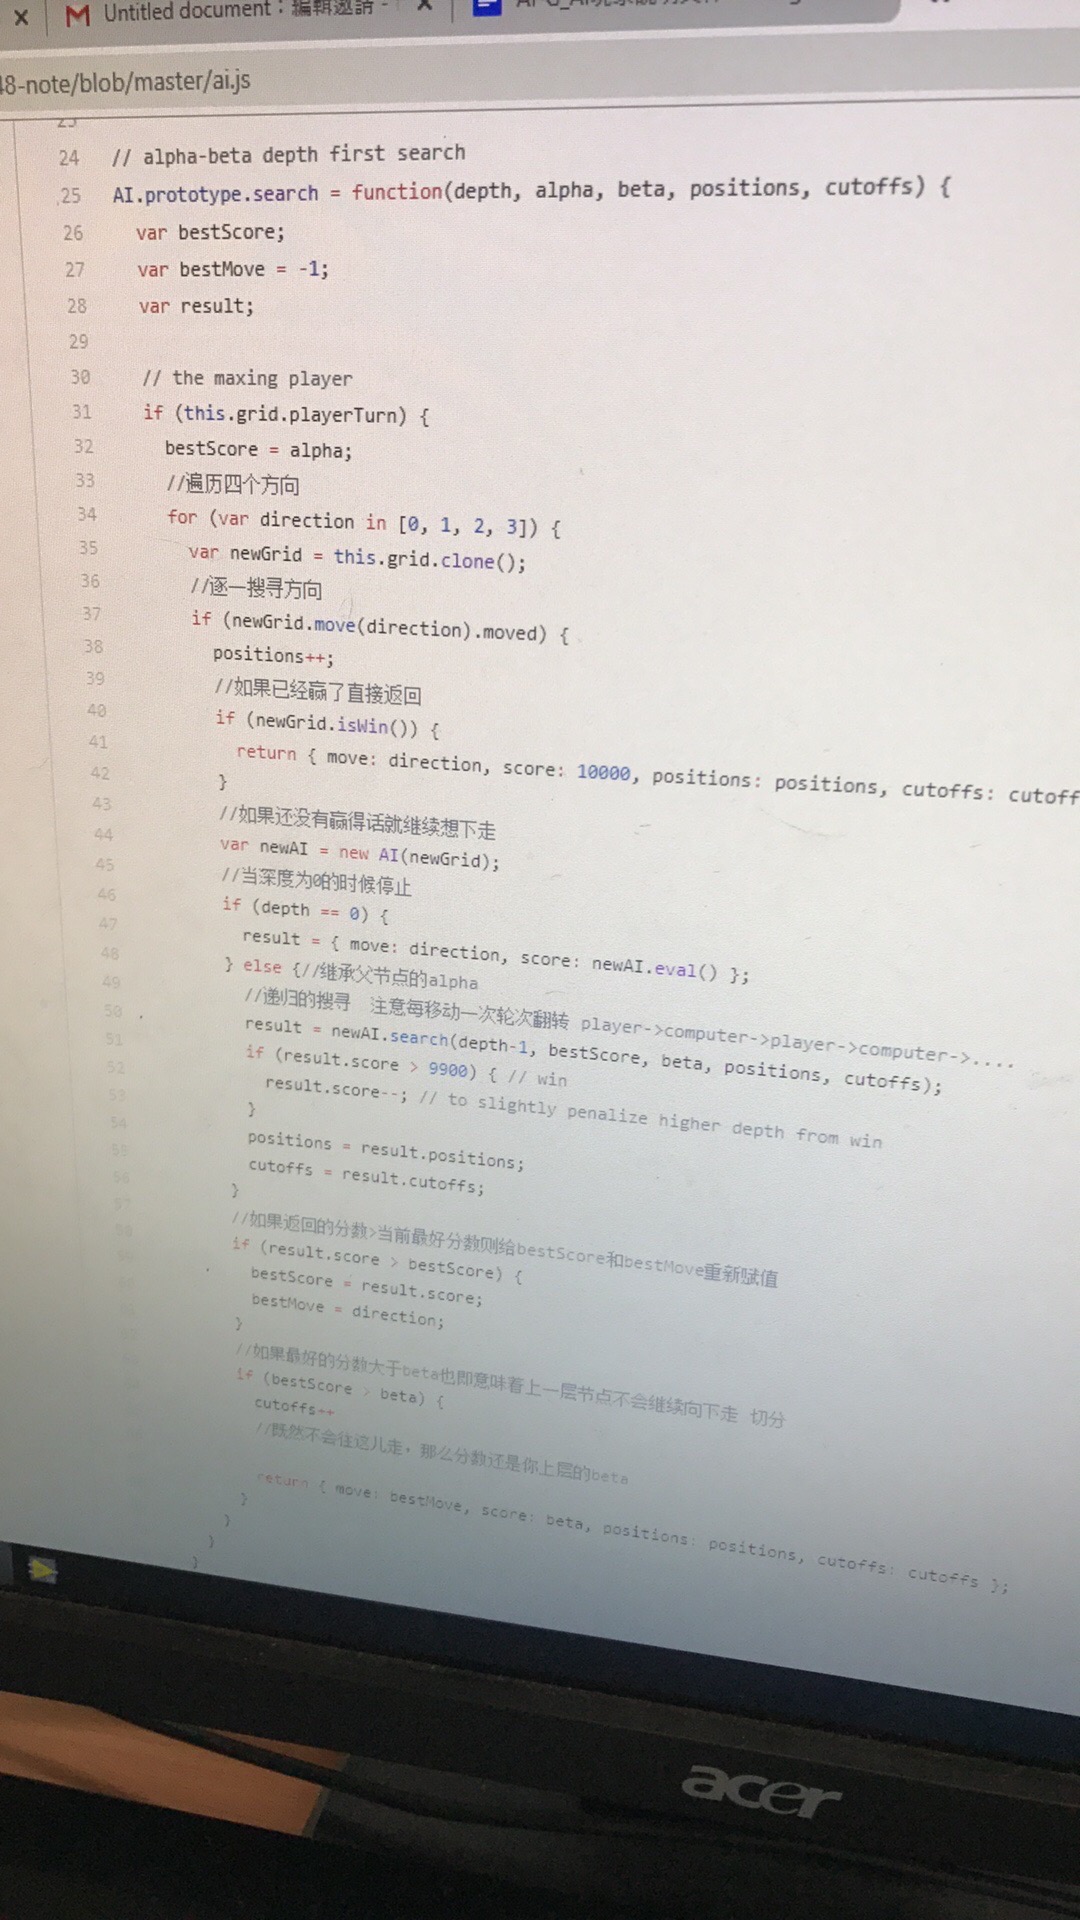 Untitled document : 編輯邀請 -
48-note/blob/master/ai.js
23
24 // alpha-beta depth first search
25 AI.prototype.search = function(depth, alpha, beta, positions, cutoffs) {
26 var bestScore;
27 var bestMove = -1;
28 var result;
29
30 // the maxing player
31 if (this.grid.playerTurn) {
32 bestScore = alpha;
33 //遍历四个方向
34 for (var direction in [0, 1, 2, 3]) {
35 var newGrid = this.grid.clone();
36 //逐一搜寻方向
37 if (newGrid.move(direction).moved) {
38 positions++;
39 //如果已经赢了直接返回
40 if (newGrid.isWin()) {
41 return { move: direction, score: 10000, positions: positions, cutoffs: cutoff
42 }
43 //如果还没有赢得话就继续想下走
44 var newAI = new AI(newGrid);
45 //当深度为0的时候停止
46 if (depth == 0) {
47 result = { move: direction, score: newAI.eval() };
48 } else {//继承父节点的alpha
49 //递归的搜寻 注意每移动一次轮次翻转 player->computer->player->computer->....
50 result = newAI.search(depth-1, bestScore, beta, positions, cutoffs);
51 if (result.score > 9900) { // win
52 result.score--; // to slightly penalize higher depth from win
53 }
54 positions = result.positions;
55 cutoffs = result.cutoffs;
56 }
57 //如果返回的分数>当前最好分数则给bestScore和bestMove重新赋值
58 if (result.score > bestScore) {
bestScore = result.score;
bestMove = direction;
}
//如果最好的分数大于beta也即意味着上一层节点不会继续向下走 切分
if (bestScore > beta) {
cutoffs++
//既然不会往这儿走，那么分数还是你上层的beta
return { move: bestMove, score: beta, positions: positions, cutoffs: cutoffs };
}
}
}
}
acer